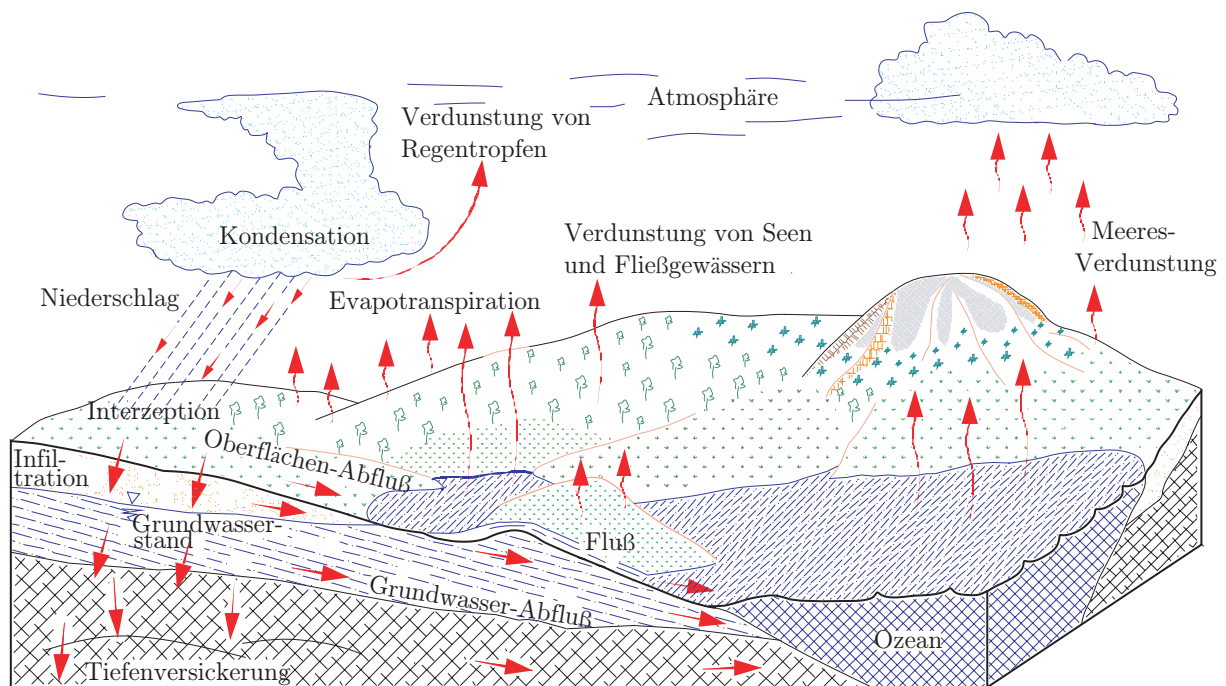 Atmosphäre
Verdunstung von
Regentropfen
Kondensation
Verdunstung von Seen
und Fließgewässern
Meeres-
Verdunstung
Niederschlag
Evapotranspiration
Interzeption
Oberflächen-Abfluß
Infil-
tration
Grundwasser-
stand
Fluß
Grundwasser-Abfluß
Ozean
Tiefenversickerung